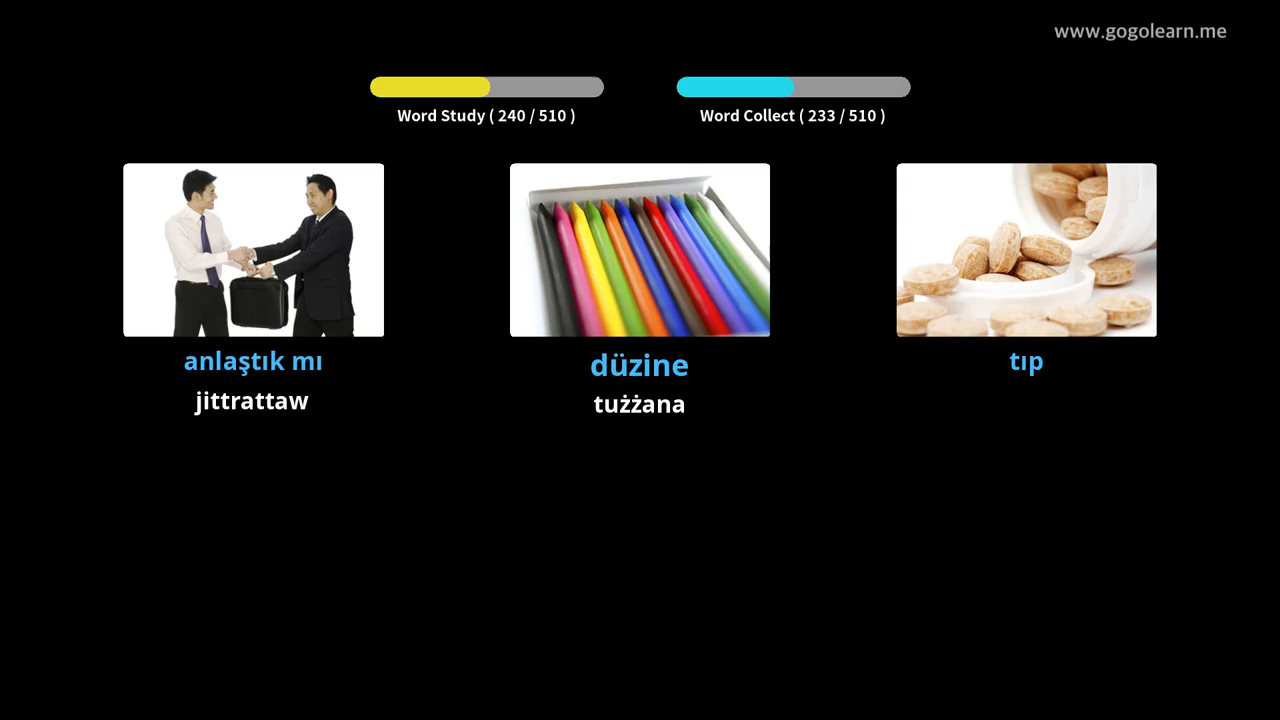 www.gogolearn.me
Word Study ( 240 / 510 )
Word Collect ( 233 / 510 )
anlaştık mı
jittrattaw
düzine
tużżana
tıp